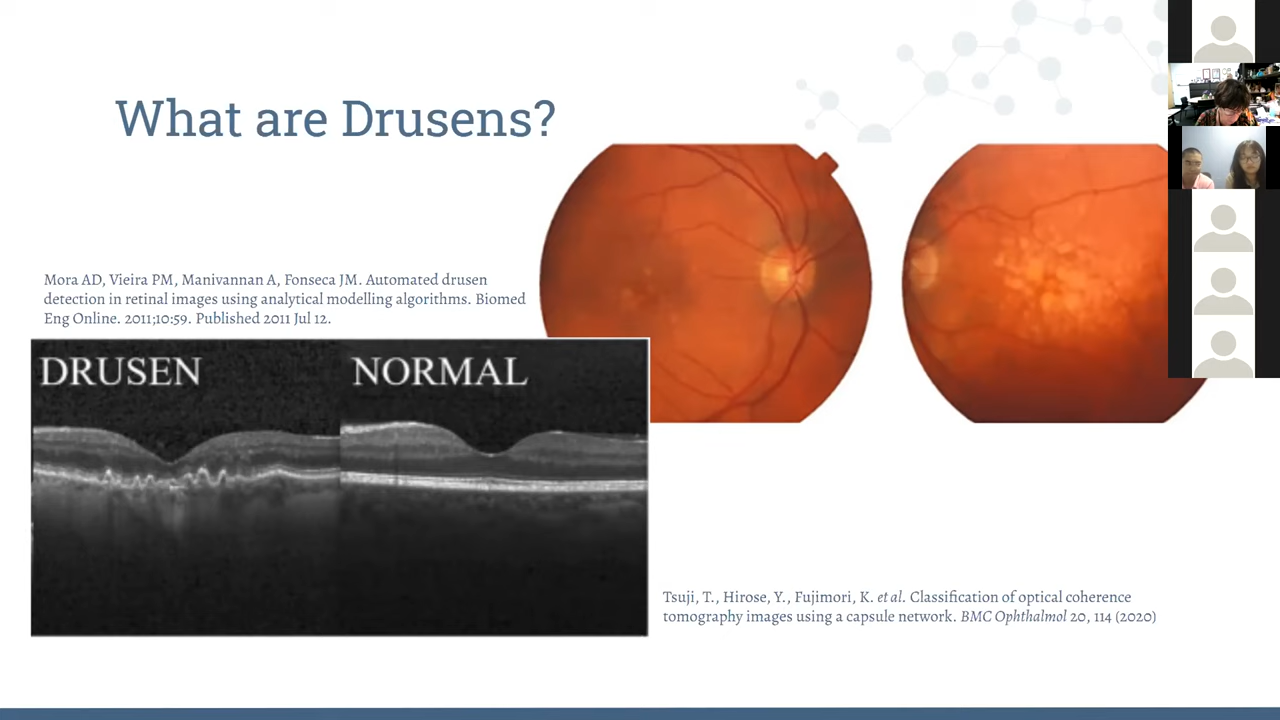 What are Drusens?
Mora AD, Vieira PM, Manivannan A, Fonseca JM. Automated drusen
detection in retinal images using analytical modelling algorithms. Biomed
Eng Online. 2011;10:59. Published 2011 Jul 12.
DRUSEN
NORMAL
Tsuji, T., Hirose, Y., Fujimori, K. et al. Classification of optical coherence
tomography images using a capsule network. BMC Ophthalmol 20, 114 (2020)